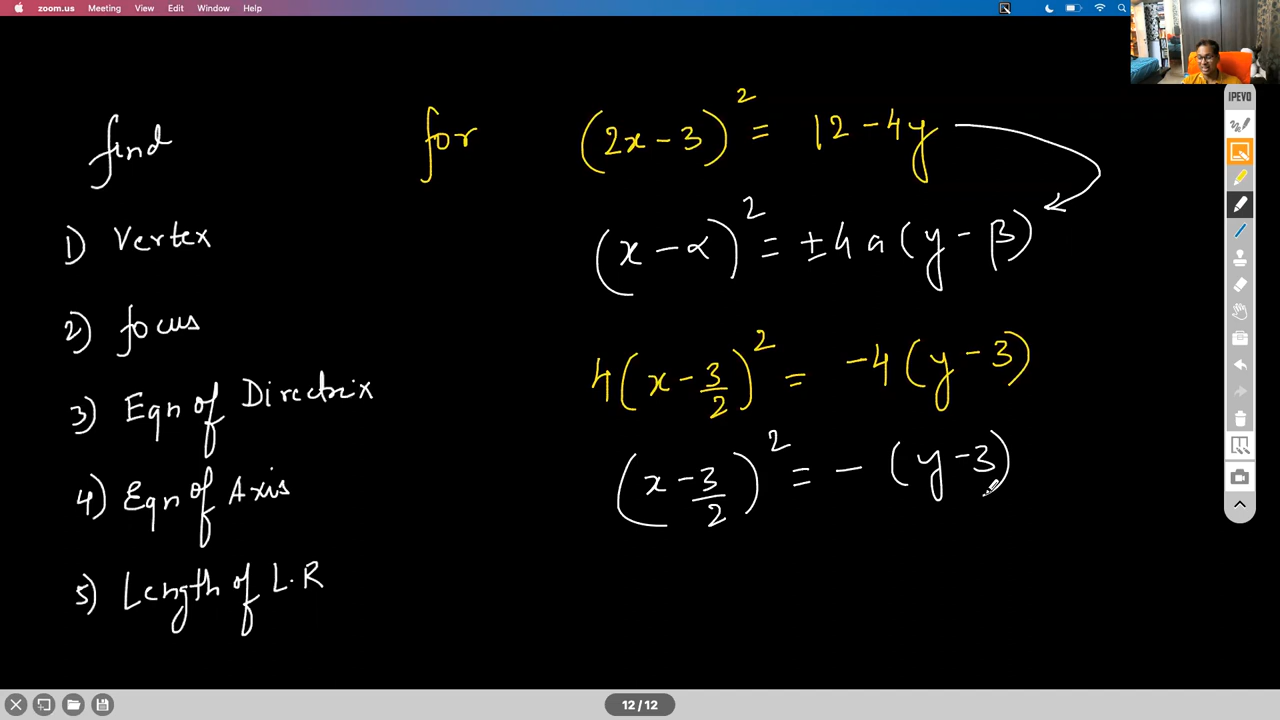 zoom.us Meeting View Edit Window Help
IPEVO
find for (2x - 3)² = 12 - 4y
1) Vertex
(x - α)² = ± 4 a (y - β)
2) focus
4(x - 3/2)² = -4 (y - 3)
3) Eqn of Directrix
(x - 3/2)² = - (y - 3)
4) Eqn of Axis
5) Length of L.R
12 / 12